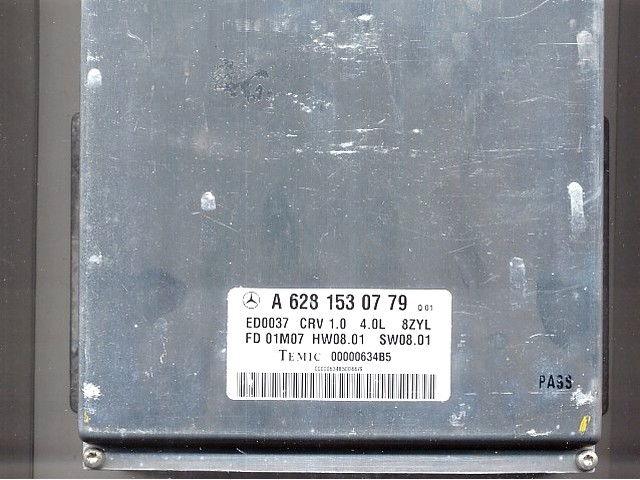 A 628 153 07 79 Q01
ED0037 CRV 1.0 4.0L 8ZYL
FD 01M07 HW08.01 SW08.01
TEMIC 00000634B5
PASS